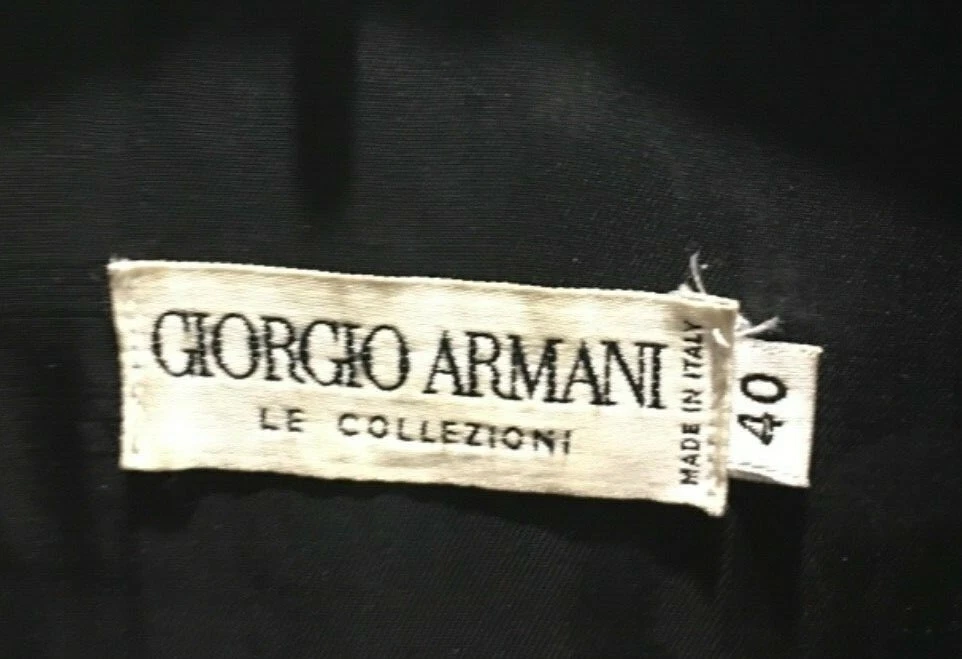 GIORGIO ARMANI
LE COLLEZIONI
MADE IN ITALY
40